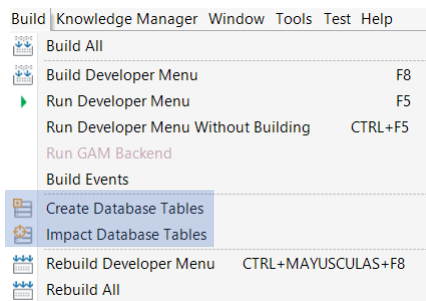 Build Knowledge Manager Window Tools Test Help
Build All
Build Developer Menu F8
Run Developer Menu F5
Run Developer Menu Without Building CTRL+F5
Run GAM Backend
Build Events
Create Database Tables
Impact Database Tables
Rebuild Developer Menu CTRL+MAYUSCULAS+F8
Rebuild All